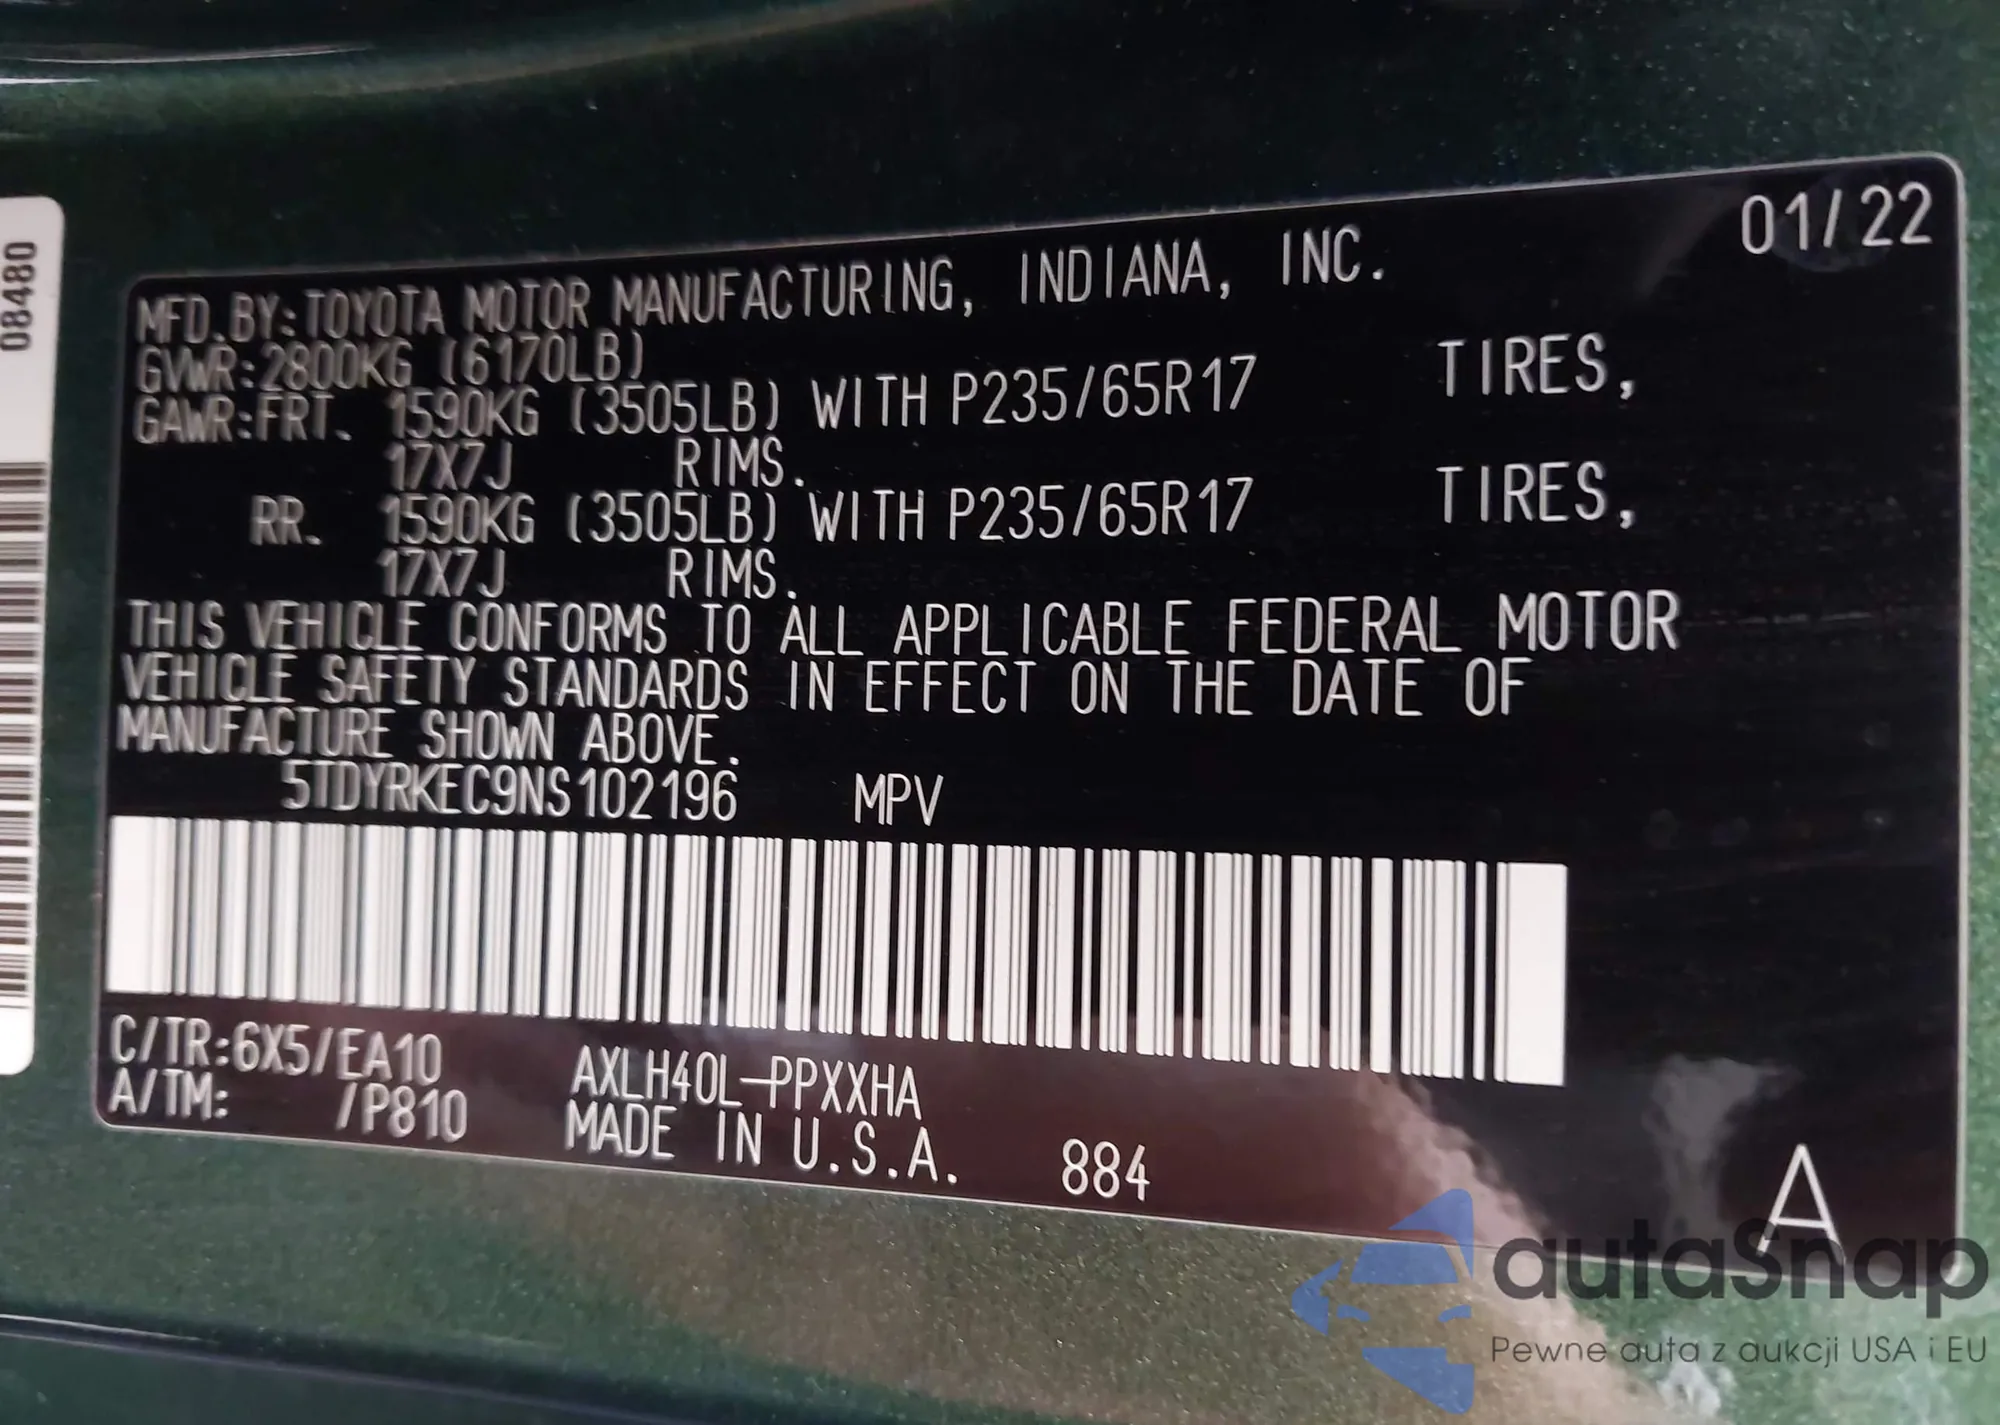 01/22
MFD.BY:TOYOTA MOTOR MANUFACTURING, INDIANA, INC.
GVWR:2800KG (6170LB)
GAWR:FRT. 1590KG (3505LB) WITH P235/65R17 TIRES,
17X7J RIMS.
RR. 1590KG (3505LB) WITH P235/65R17 TIRES,
17X7J RIMS.
THIS VEHICLE CONFORMS TO ALL APPLICABLE FEDERAL MOTOR
VEHICLE SAFETY STANDARDS IN EFFECT ON THE DATE OF
MANUFACTURE SHOWN ABOVE.
5TDYRKEC9NS102196 MPV
C/TR:6X5/EA10 AXLH40L-PPXXHA
A/TM: /P810 MADE IN U.S.A. 884
A
08480
autaSnap
Pewne auta z aukcji USA i EU